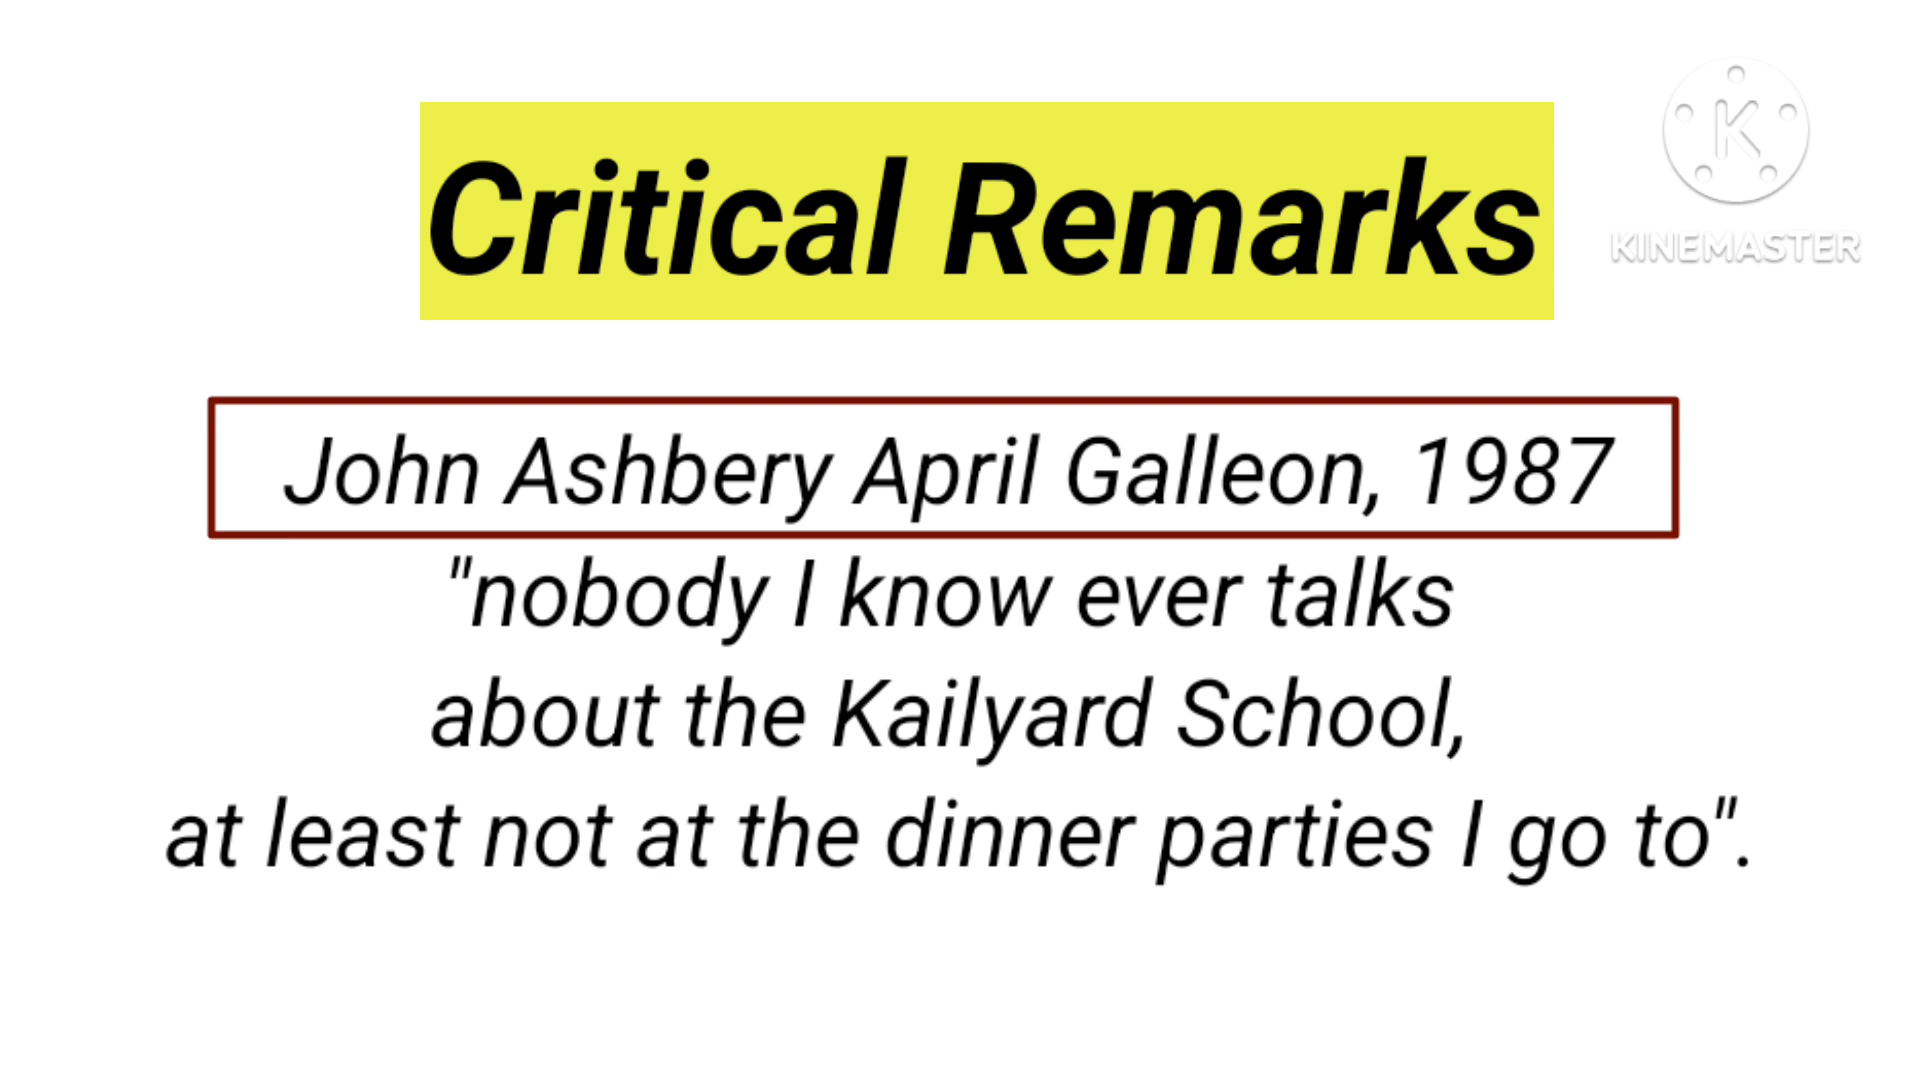 Critical Remarks
K
KINEMASTER
John Ashbery April Galleon, 1987
"nobody I know ever talks
about the Kailyard School,
at least not at the dinner parties I go to".